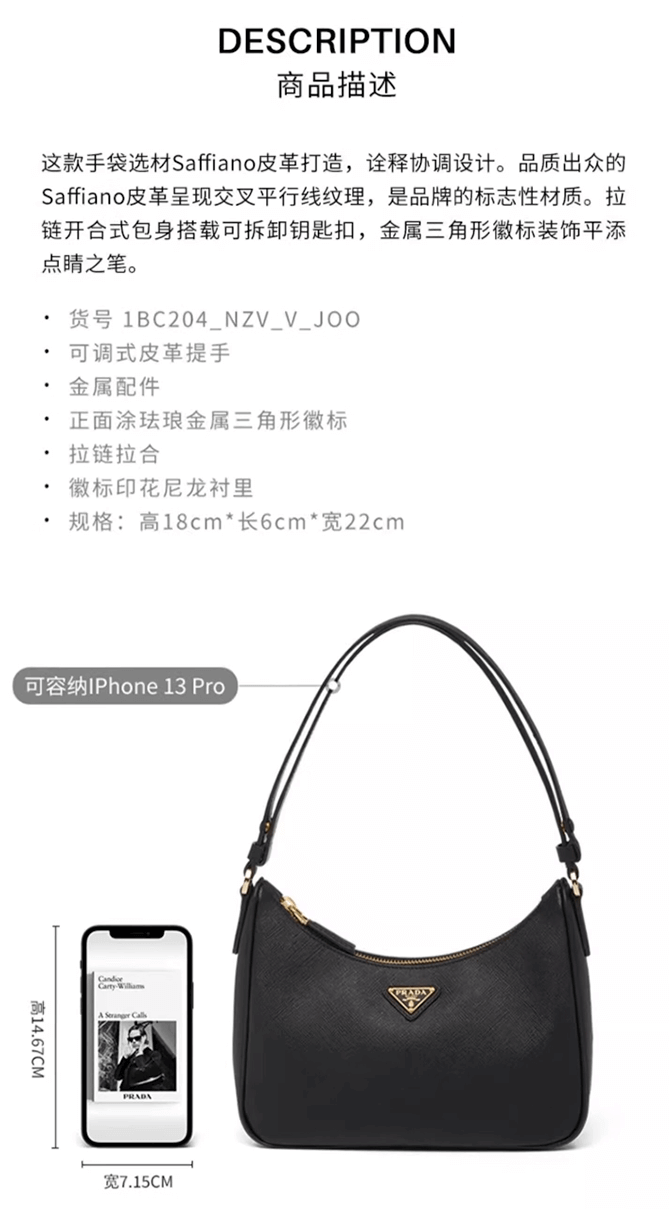 DESCRIPTION
商品描述
这款手袋选材Saffiano皮革打造，诠释协调设计。品质出众的
Saffiano皮革呈现交叉平行线纹理，是品牌的标志性材质。拉
链开合式包身搭载可拆卸钥匙扣，金属三角形徽标装饰平添
点睛之笔。
· 货号 1BC204_NZV_V_JOO
· 可调式皮革提手
· 金属配件
· 正面涂珐琅金属三角形徽标
· 拉链拉合
· 徽标印花尼龙衬里
· 规格：高18cm*长6cm*宽22cm
可容纳IPhone 13 Pro
PRADA
高14.67CM
Candice
Carty-Williams
A Stranger Calls
PRADA
宽7.15CM